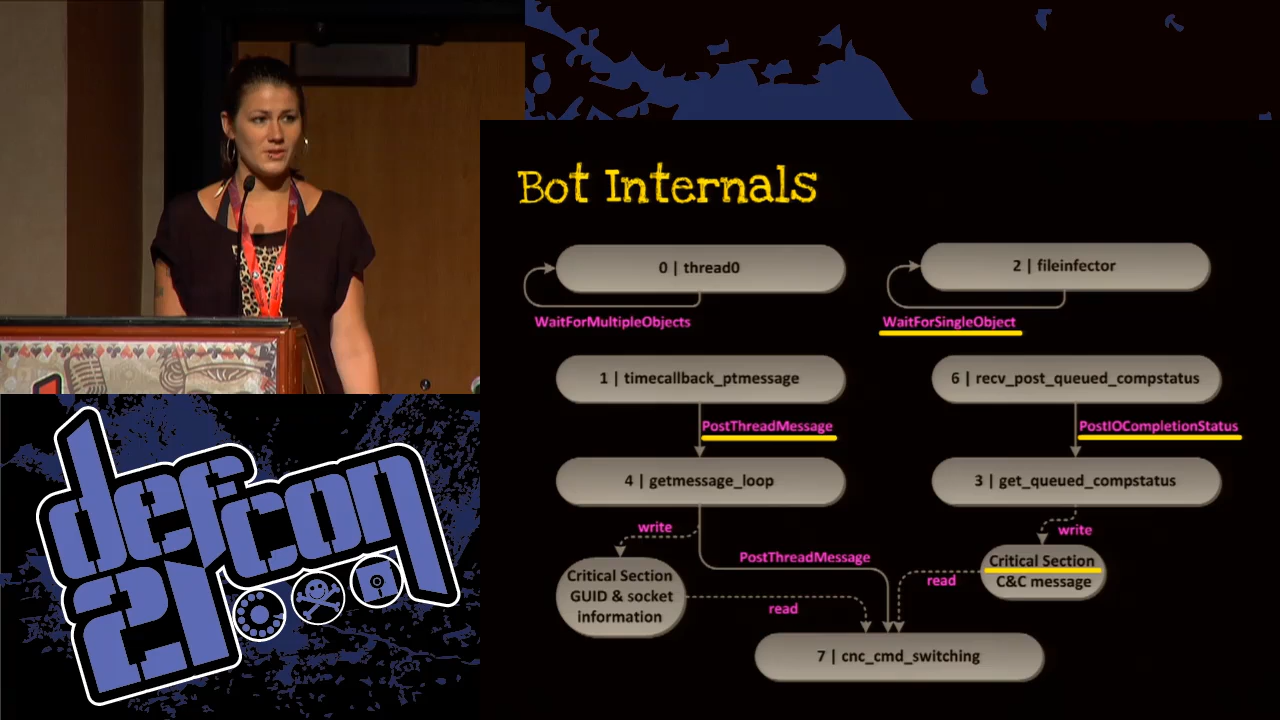 Bot Internals
0 | thread0
WaitForMultipleObjects
2 | fileinfector
WaitForSingleObject
1 | timecallback_ptmessage
6 | recv_post_queued_compstatus
PostThreadMessage
PostIOCompletionStatus
4 | getmessage_loop
3 | get_queued_compstatus
write
write
PostThreadMessage
Critical Section
GUID & socket
information
Critical Section
C&C message
read
read
7 | cnc_cmd_switching
defcon
21